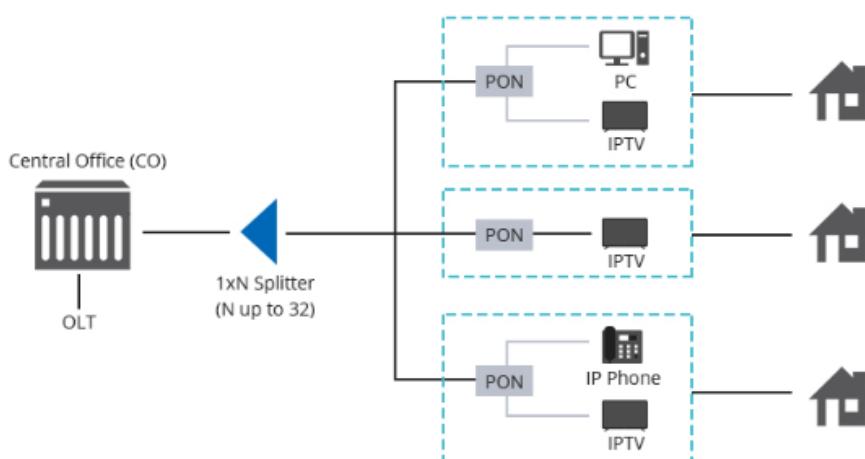 Central Office (CO)
OLT
1xN Splitter
(N up to 32)
PON
PC
IPTV
PON
IPTV
PON
IP Phone
IPTV